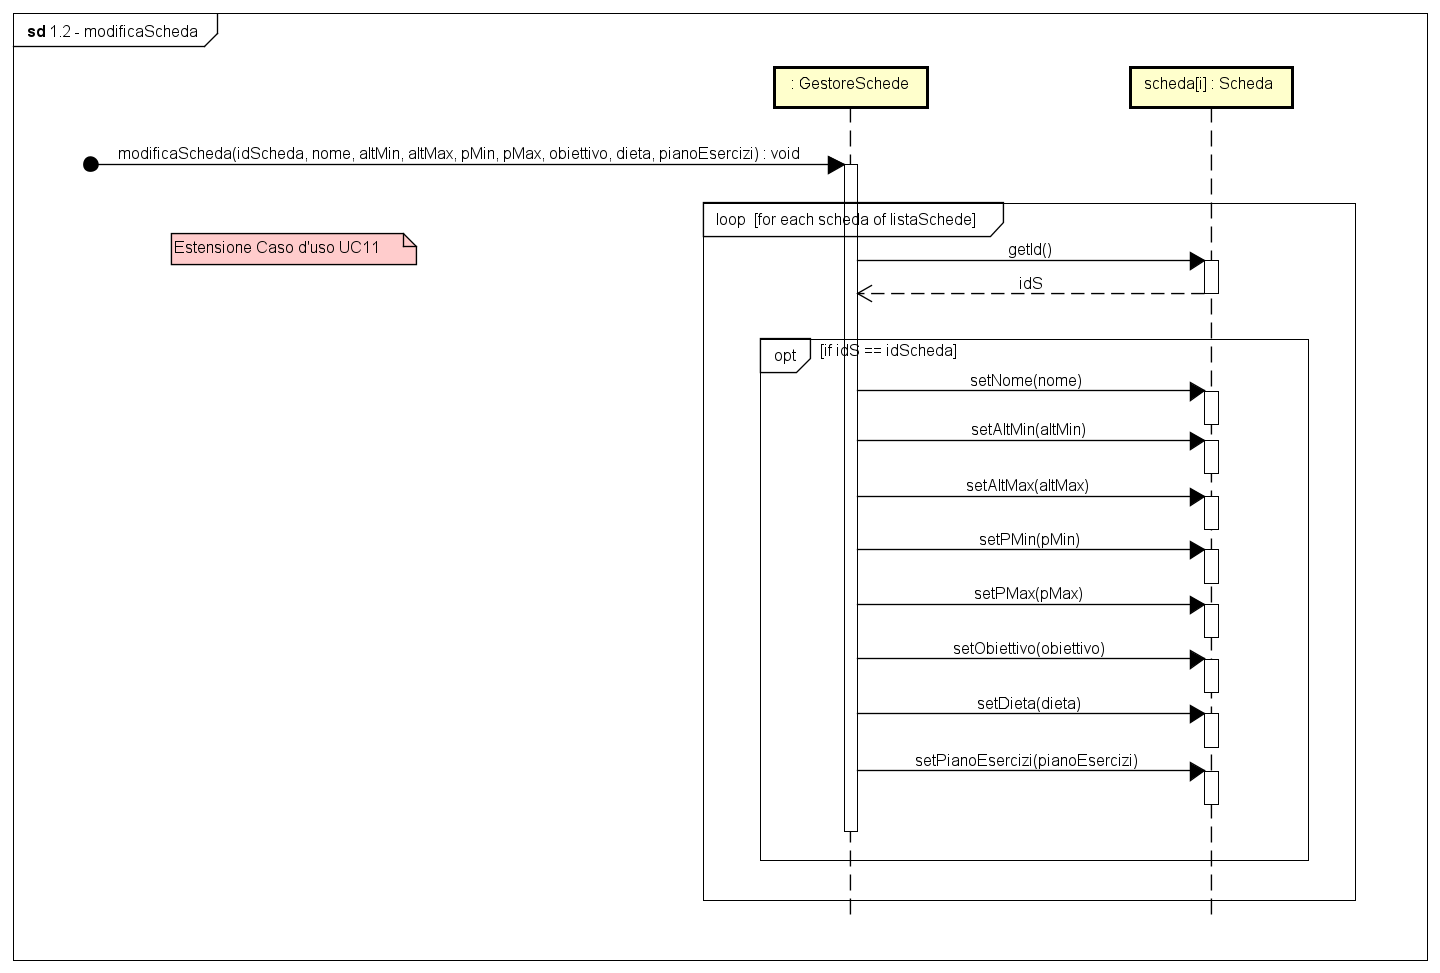 sd 1.2 - modificaScheda
: GestoreSchede
scheda[i] : Scheda
modificaScheda(idScheda, nome, altMin, altMax, pMin, pMax, obiettivo, dieta, pianoEsercizi) : void
loop [for each scheda of listaSchede]
Estensione Caso d'uso UC11
getId()
idS
opt [if idS == idScheda]
setNome(nome)
setAltMin(altMin)
setAltMax(altMax)
setPMin(pMin)
setPMax(pMax)
setObiettivo(obiettivo)
setDieta(dieta)
setPianoEsercizi(pianoEsercizi)